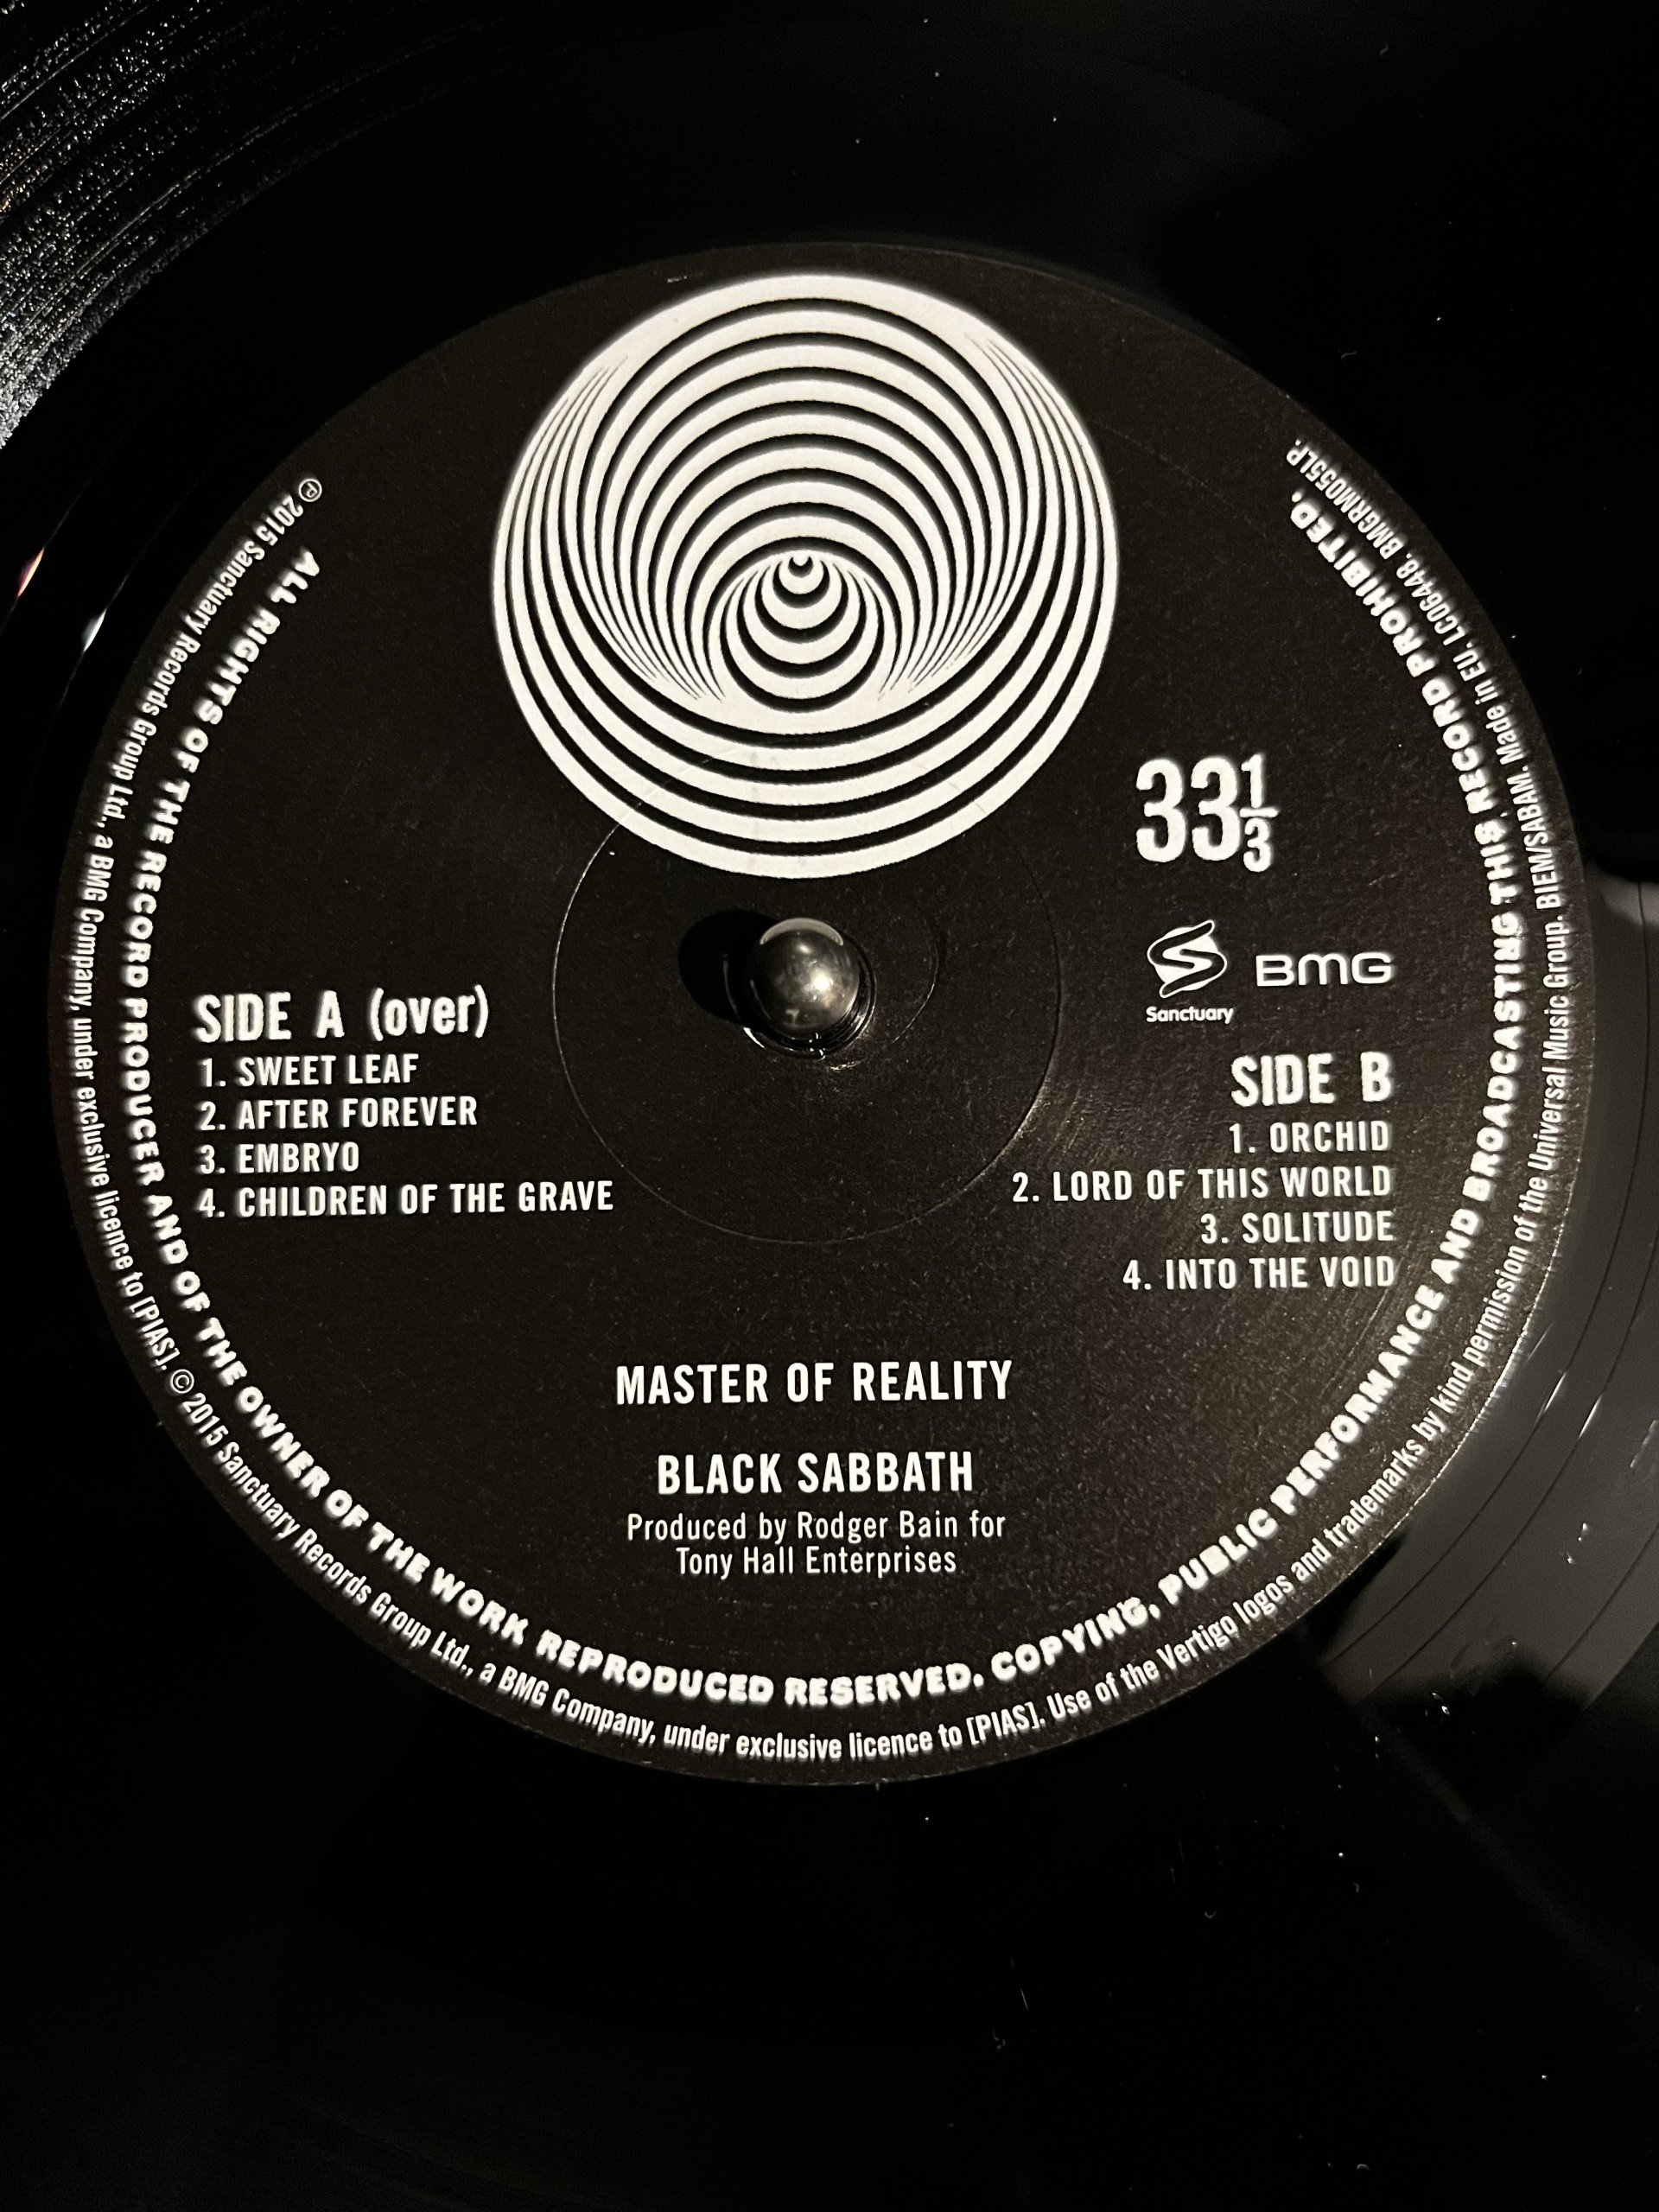 33 1/3
Sanctuary
BMG
SIDE A (over)
1. SWEET LEAF
2. AFTER FOREVER
3. EMBRYO
4. CHILDREN OF THE GRAVE
SIDE B
1. ORCHID
2. LORD OF THIS WORLD
3. SOLITUDE
4. INTO THE VOID
MASTER OF REALITY
BLACK SABBATH
Produced by Rodger Bain for
Tony Hall Enterprises
ALL RIGHTS OF THE RECORD PRODUCER AND OF THE OWNER OF THE WORK REPRODUCED RESERVED. COPYING, PUBLIC PERFORMANCE AND BROADCASTING THIS RECORD PROHIBITED.
℗ 2015 Sanctuary Records Group Ltd., a BMG Company, under exclusive licence to [PIAS]. © 2015 Sanctuary Records Group Ltd., a BMG Company, under exclusive licence to [PIAS]. Use of the Vertigo logos and trademarks by kind permission of the Universal Music Group. BIEM/SABAM. Made in EU. LC06448. BMGRM055LP.